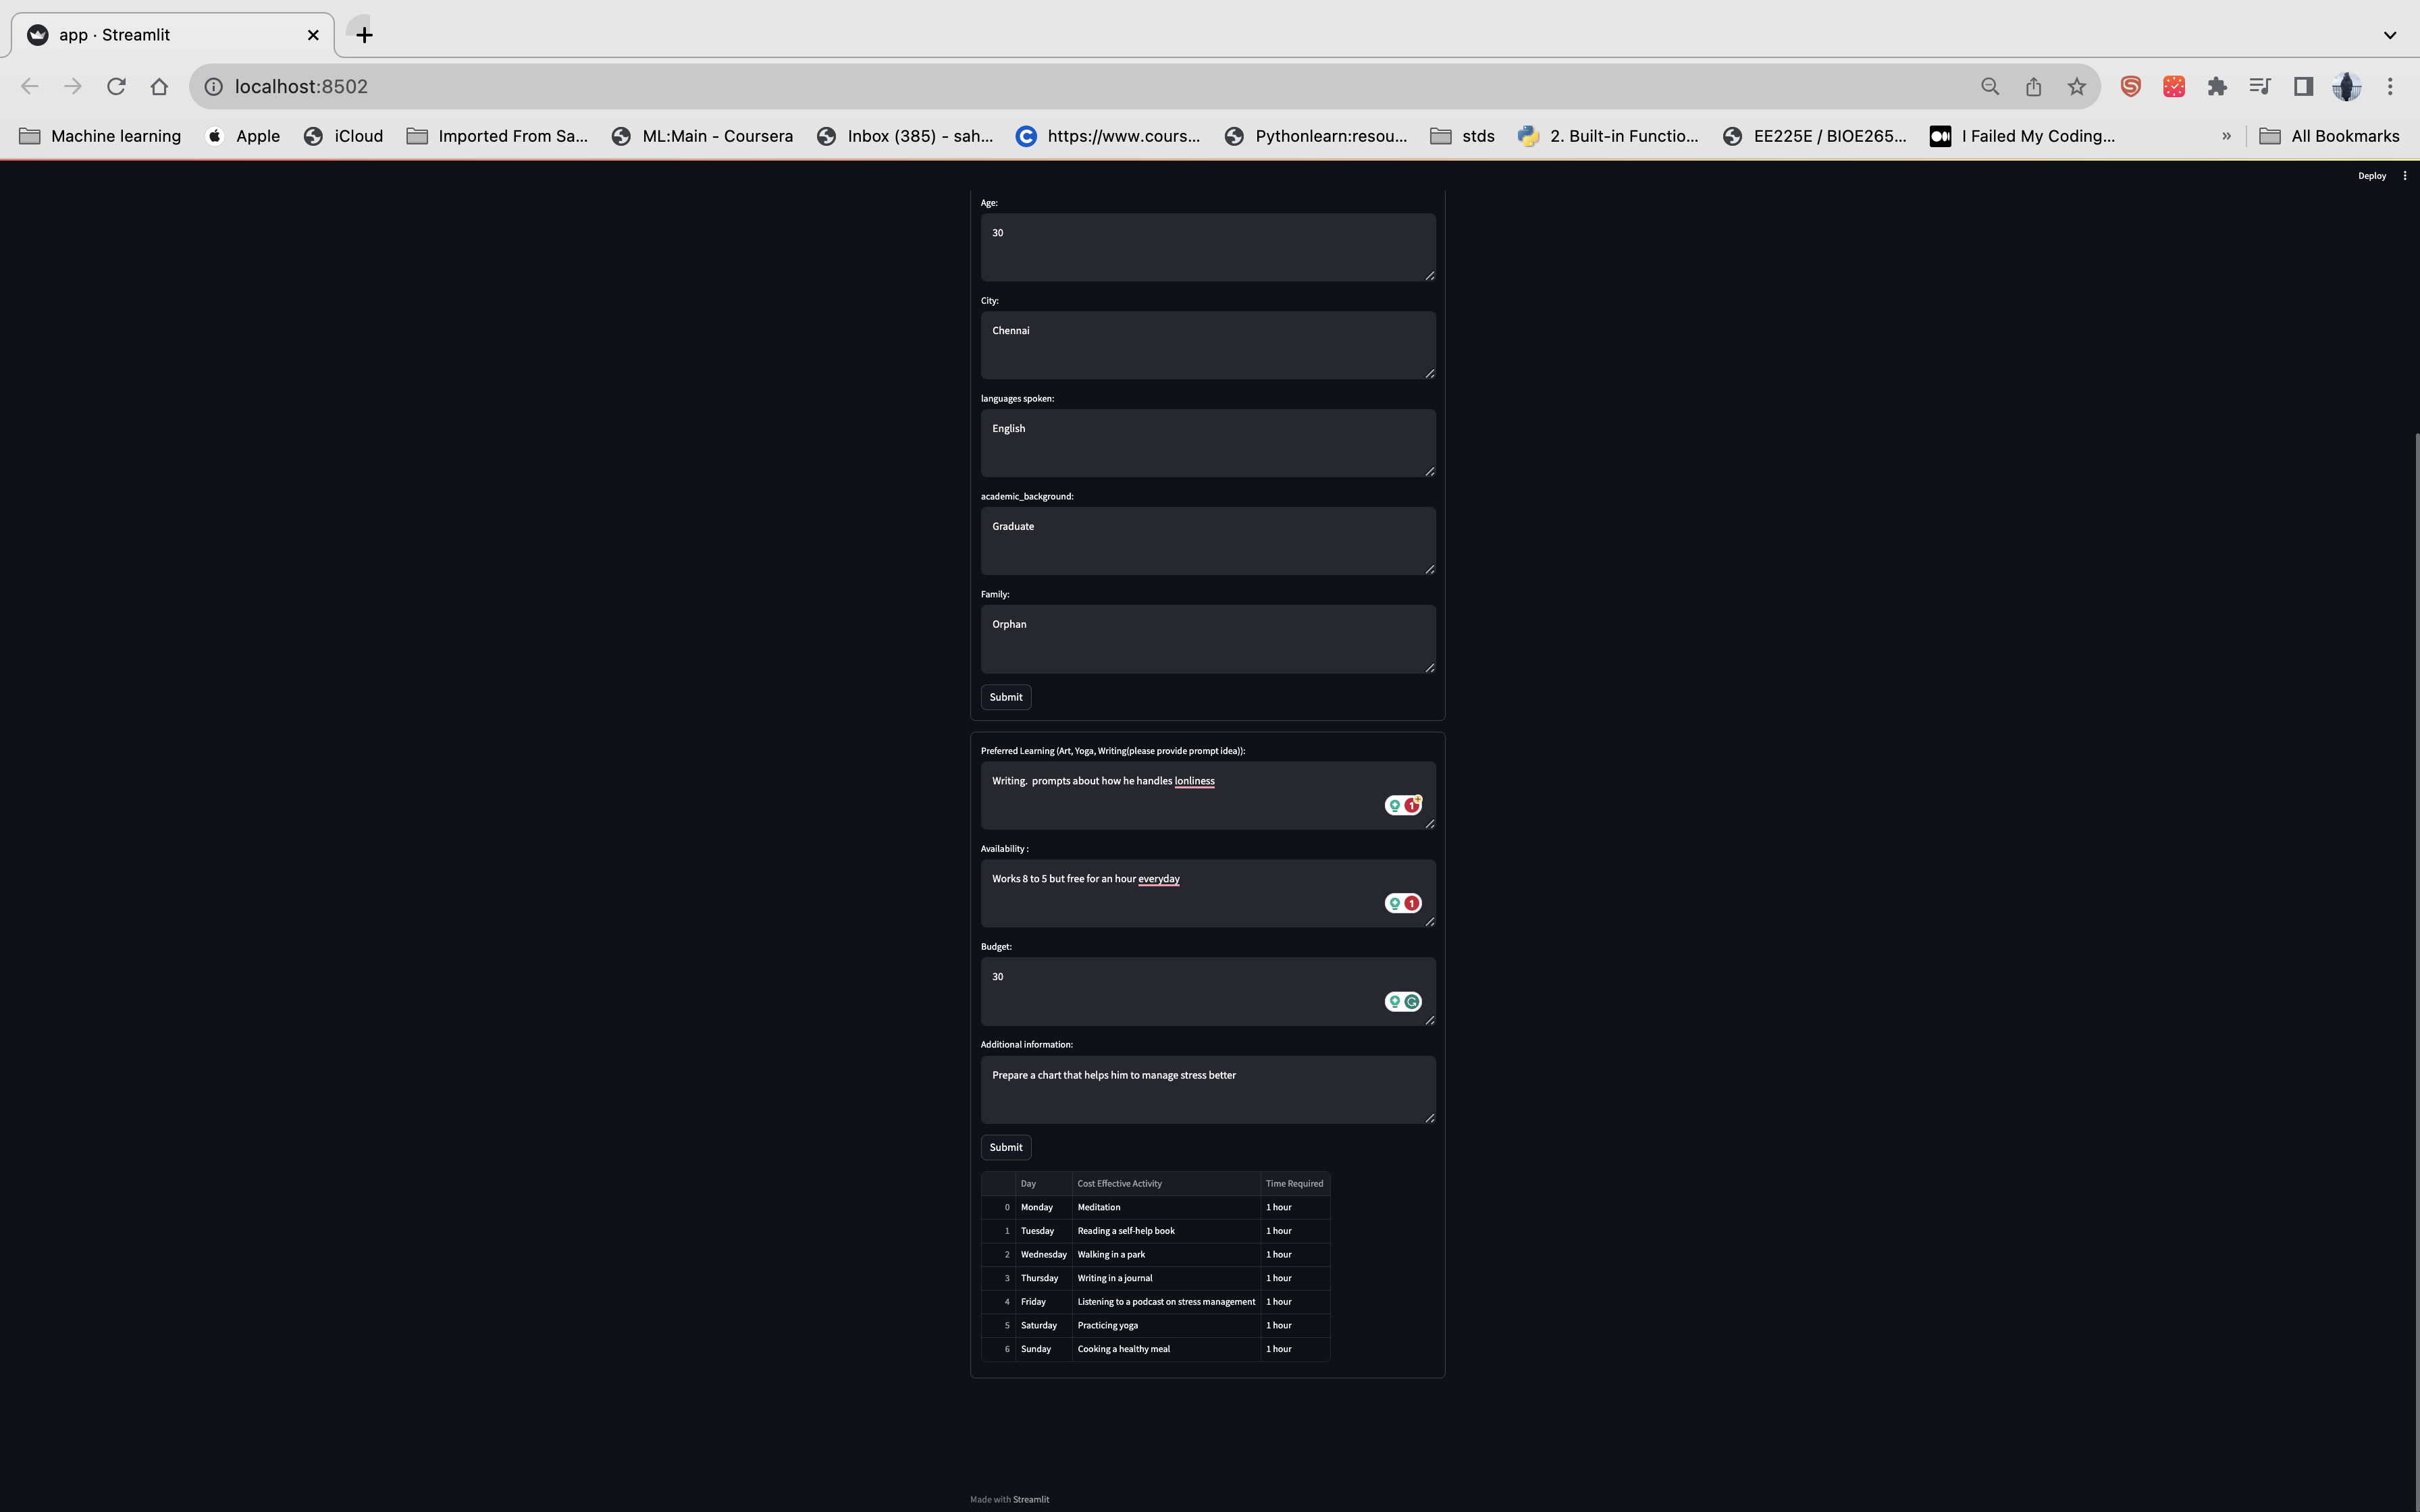 app · Streamlit
localhost:8502
Machine learning Apple iCloud Imported From Sa... ML:Main - Coursera Inbox (385) - sah... https://www.cours... Pythonlearn:resou... stds 2. Built-in Functio... EE225E / BIOE265... I Failed My Coding... » All Bookmarks
Deploy
Age:
30
City:
Chennai
languages spoken:
English
academic_background:
Graduate
Family:
Orphan
Submit
Preferred Learning (Art, Yoga, Writing(please provide prompt idea)):
Writing. prompts about how he handles lonliness
1
Availability :
Works 8 to 5 but free for an hour everyday
1
Budget:
30
Additional information:
Prepare a chart that helps him to manage stress better
Submit
Day Cost Effective Activity Time Required
0 Monday Meditation 1 hour
1 Tuesday Reading a self-help book 1 hour
2 Wednesday Walking in a park 1 hour
3 Thursday Writing in a journal 1 hour
4 Friday Listening to a podcast on stress management 1 hour
5 Saturday Practicing yoga 1 hour
6 Sunday Cooking a healthy meal 1 hour
Made with Streamlit